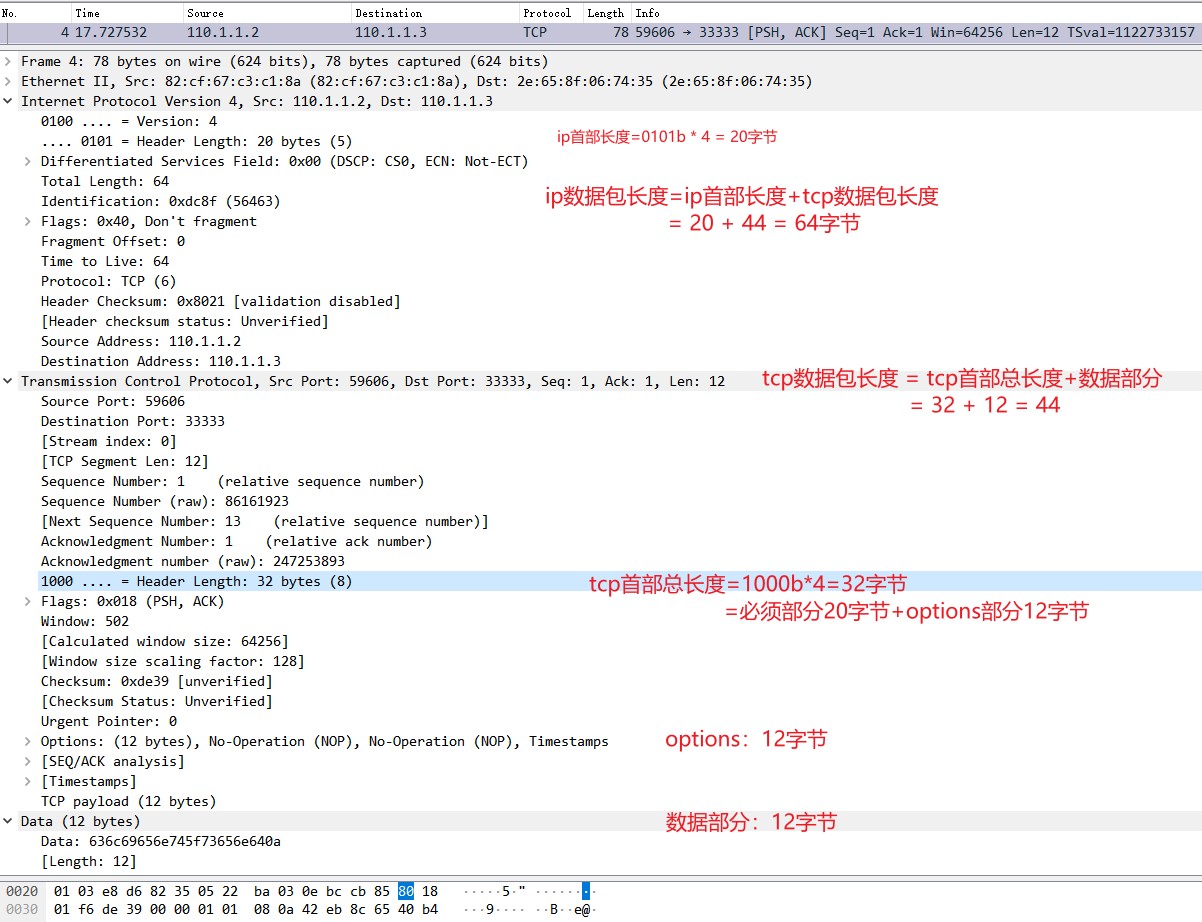 No. Time Source Destination Protocol Length Info
4 17.727532 110.1.1.2 110.1.1.3 TCP 78 59606 → 33333 [PSH, ACK] Seq=1 Ack=1 Win=64256 Len=12 TSval=1122733157
Frame 4: 78 bytes on wire (624 bits), 78 bytes captured (624 bits)
Ethernet II, Src: 82:cf:67:c3:c1:8a (82:cf:67:c3:c1:8a), Dst: 2e:65:8f:06:74:35 (2e:65:8f:06:74:35)
Internet Protocol Version 4, Src: 110.1.1.2, Dst: 110.1.1.3
0100 .... = Version: 4
.... 0101 = Header Length: 20 bytes (5)
ip首部长度=0101b * 4 = 20字节
Differentiated Services Field: 0x00 (DSCP: CS0, ECN: Not-ECT)
Total Length: 64
ip数据包长度=ip首部长度+tcp数据包长度
Identification: 0xdc8f (56463)
Flags: 0x40, Don't fragment
= 20 + 44 = 64字节
Fragment Offset: 0
Time to Live: 64
Protocol: TCP (6)
Header Checksum: 0x8021 [validation disabled]
[Header checksum status: Unverified]
Source Address: 110.1.1.2
Destination Address: 110.1.1.3
Transmission Control Protocol, Src Port: 59606, Dst Port: 33333, Seq: 1, Ack: 1, Len: 12
tcp数据包长度 = tcp首部总长度+数据部分
Source Port: 59606
= 32 + 12 = 44
Destination Port: 33333
[Stream index: 0]
[TCP Segment Len: 12]
Sequence Number: 1 (relative sequence number)
Sequence Number (raw): 86161923
[Next Sequence Number: 13 (relative sequence number)]
Acknowledgment Number: 1 (relative ack number)
Acknowledgment number (raw): 247253893
1000 .... = Header Length: 32 bytes (8)
tcp首部总长度=1000b*4=32字节
Flags: 0x018 (PSH, ACK)
=必须部分20字节+options部分12字节
Window: 502
[Calculated window size: 64256]
[Window size scaling factor: 128]
Checksum: 0xde39 [unverified]
[Checksum Status: Unverified]
Urgent Pointer: 0
Options: (12 bytes), No-Operation (NOP), No-Operation (NOP), Timestamps
options：12字节
[SEQ/ACK analysis]
[Timestamps]
TCP payload (12 bytes)
Data (12 bytes)
数据部分：12字节
Data: 636c69656e745f73656e640a
[Length: 12]
0020 01 03 e8 d6 82 35 05 22 ba 03 0e bc cb 85 80 18 ·····5·" ········
0030 01 f6 de 39 00 00 01 01 08 0a 42 eb 8c 65 40 b4 ···9···· ··B··e@·